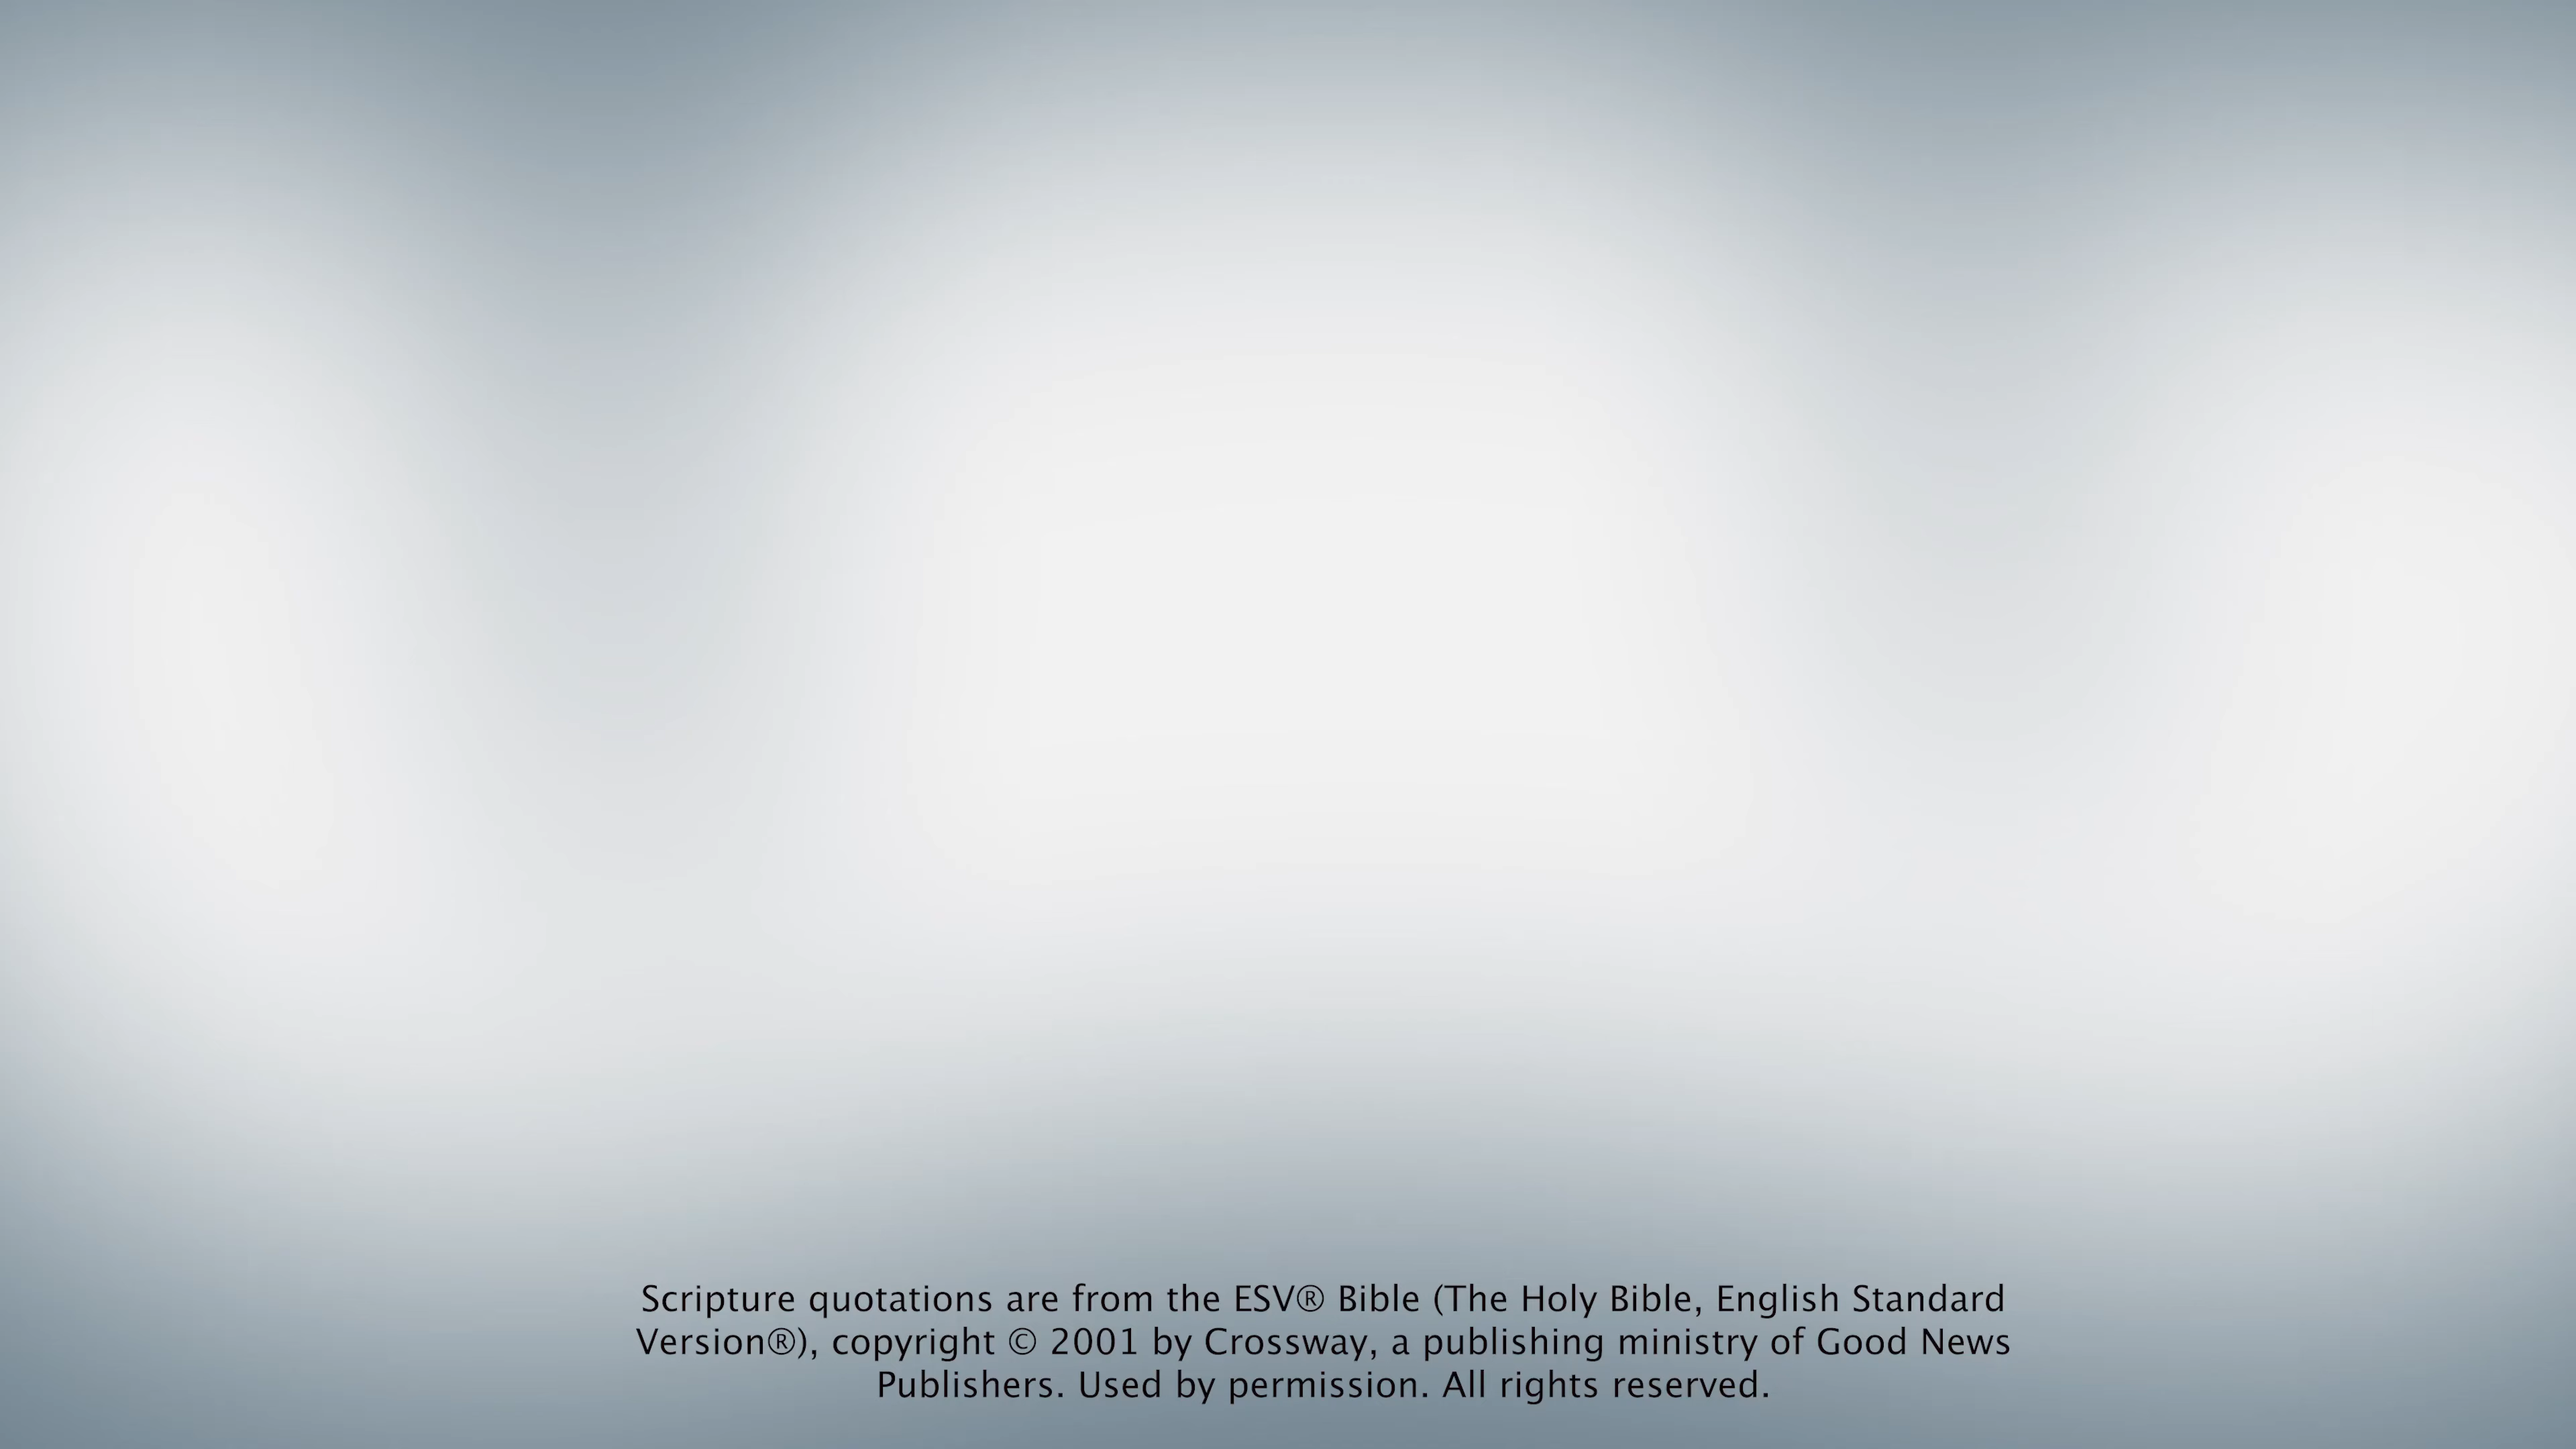 Scripture quotations are from the ESV® Bible (The Holy Bible, English Standard
Version®), copyright © 2001 by Crossway, a publishing ministry of Good News
Publishers. Used by permission. All rights reserved.